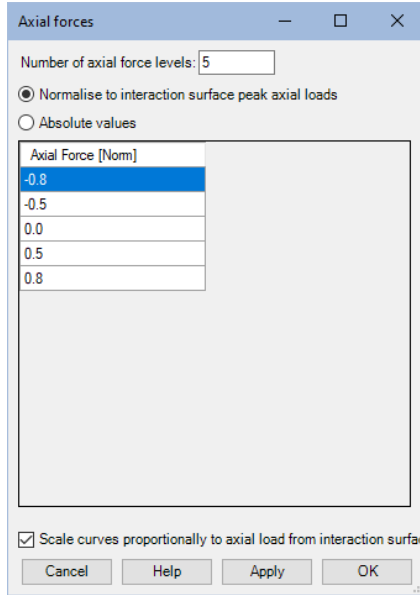 Axial forces
Number of axial force levels: 5
Normalise to interaction surface peak axial loads
Absolute values
Axial Force [Norm]
-0.8
-0.5
0.0
0.5
0.8
Scale curves proportionally to axial load from interaction surfac
Cancel Help Apply OK